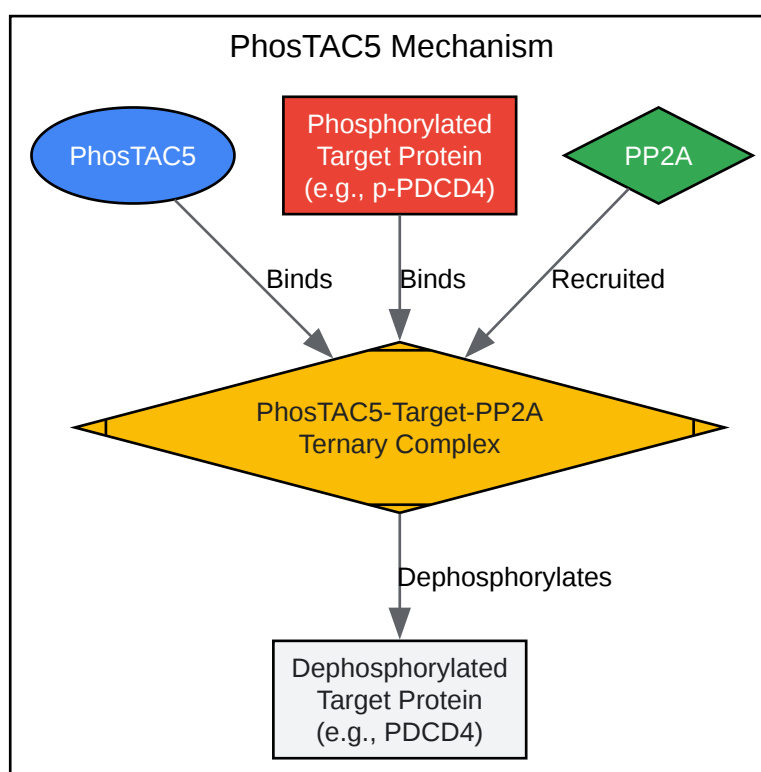 PhosTAC5 Mechanism
PhosTAC5
Phosphorylated
Target Protein
(e.g., p-PDCD4)
PP2A
Binds
Binds
Recruited
PhosTAC5-Target-PP2A
Ternary Complex
Dephosphorylates
Dephosphorylated
Target Protein
(e.g., PDCD4)